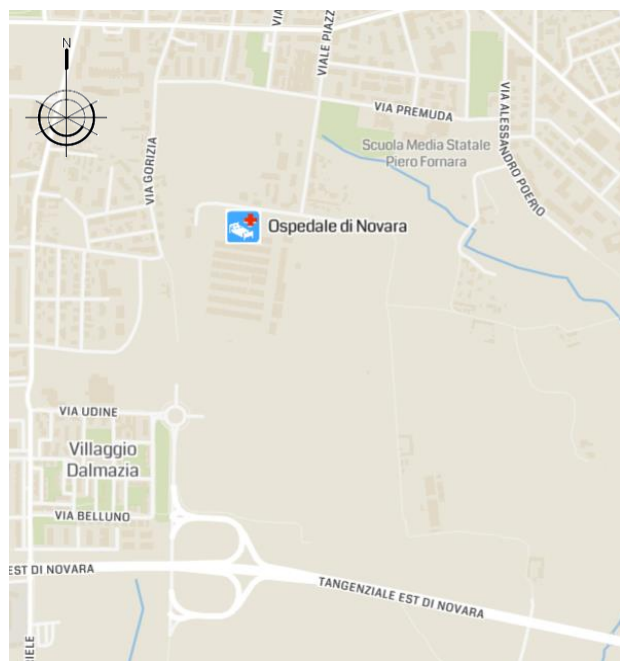 N
VIA
VIALE PIAZZ
VIA PREMUDA
VIA ALESSANDRO POERIO
Scuola Media Statale
Piero Fornara
VIA GORIZIA
Ospedale di Novara
VIA UDINE
Villaggio
Dalmazia
VIA BELLUNO
EST DI NOVARA
TANGENZIALE EST DI NOVARA
RIELE